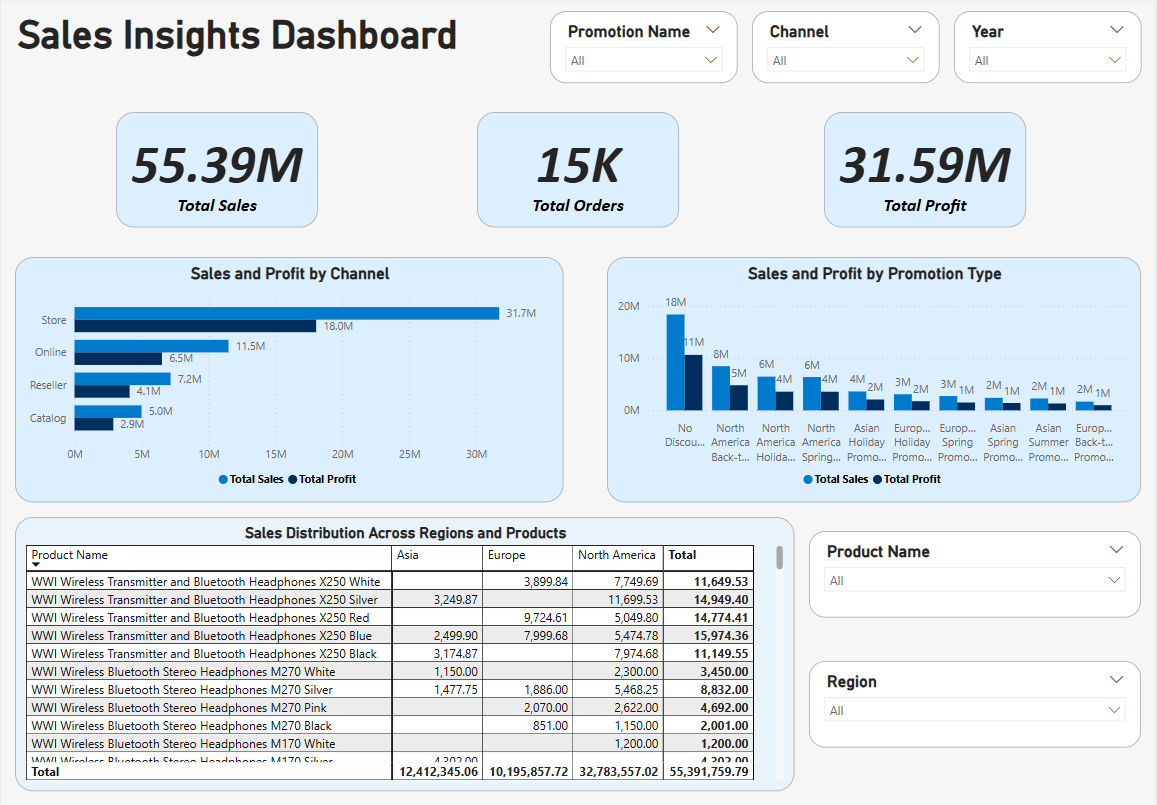 Sales Insights Dashboard
Promotion Name
All
Channel
All
Year
All
55.39M
Total Sales
15K
Total Orders
31.59M
Total Profit
Sales and Profit by Channel
Store
31.7M
18.0M
Online
11.5M
6.5M
Reseller
7.2M
4.1M
Catalog
5.0M
2.9M
0M 5M 10M 15M 20M 25M 30M
Total Sales Total Profit
Sales and Profit by Promotion Type
20M
10M
0M
18M 11M 8M 5M 6M 4M 6M 4M 4M 2M 3M 2M 3M 1M 2M 1M 2M 1M 2M 1M
No Discou...
North America Back-t...
North America Holida...
North America Spring...
Asian Holiday Promo...
Europ... Holiday Promo...
Europ... Spring Promo...
Asian Spring Promo...
Asian Summer Promo...
Europ... Back-t... Promo...
Total Sales Total Profit
Sales Distribution Across Regions and Products
Product Name Asia Europe North America Total
WWI Wireless Transmitter and Bluetooth Headphones X250 White 3,899.84 7,749.69 11,649.53
WWI Wireless Transmitter and Bluetooth Headphones X250 Silver 3,249.87 11,699.53 14,949.40
WWI Wireless Transmitter and Bluetooth Headphones X250 Red 9,724.61 5,049.80 14,774.41
WWI Wireless Transmitter and Bluetooth Headphones X250 Blue 2,499.90 7,999.68 5,474.78 15,974.36
WWI Wireless Transmitter and Bluetooth Headphones X250 Black 3,174.87 7,974.68 11,149.55
WWI Wireless Bluetooth Stereo Headphones M270 White 1,150.00 2,300.00 3,450.00
WWI Wireless Bluetooth Stereo Headphones M270 Silver 1,477.75 1,886.00 5,468.25 8,832.00
WWI Wireless Bluetooth Stereo Headphones M270 Pink 2,070.00 2,622.00 4,692.00
WWI Wireless Bluetooth Stereo Headphones M270 Black 851.00 1,150.00 2,001.00
WWI Wireless Bluetooth Stereo Headphones M170 White 1,200.00 1,200.00
WWI Wireless Bluetooth Stereo Headphones M170 Silver 4,302.00 4,302.00
Total 12,412,345.06 10,195,857.72 32,783,557.02 55,391,759.79
Product Name
All
Region
All